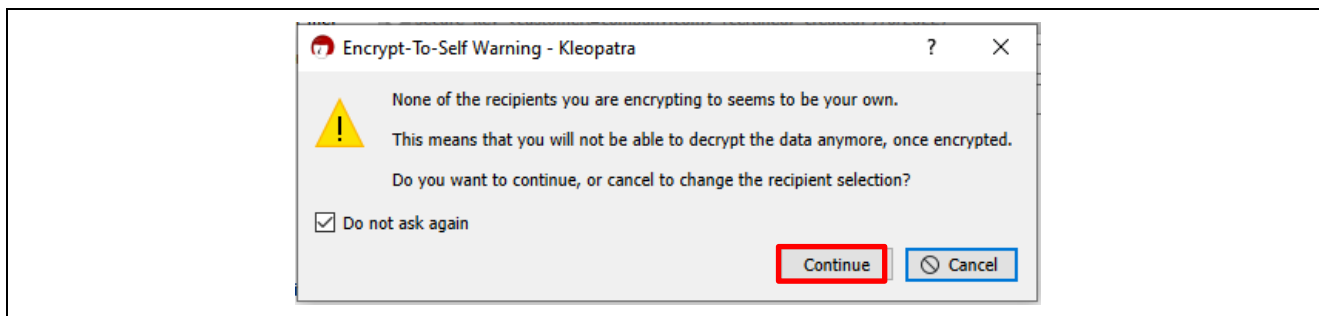 Encrypt-To-Self Warning - Kleopatra
None of the recipients you are encrypting to seems to be your own.
This means that you will not be able to decrypt the data anymore, once encrypted.
Do you want to continue, or cancel to change the recipient selection?
Do not ask again
Continue
Cancel